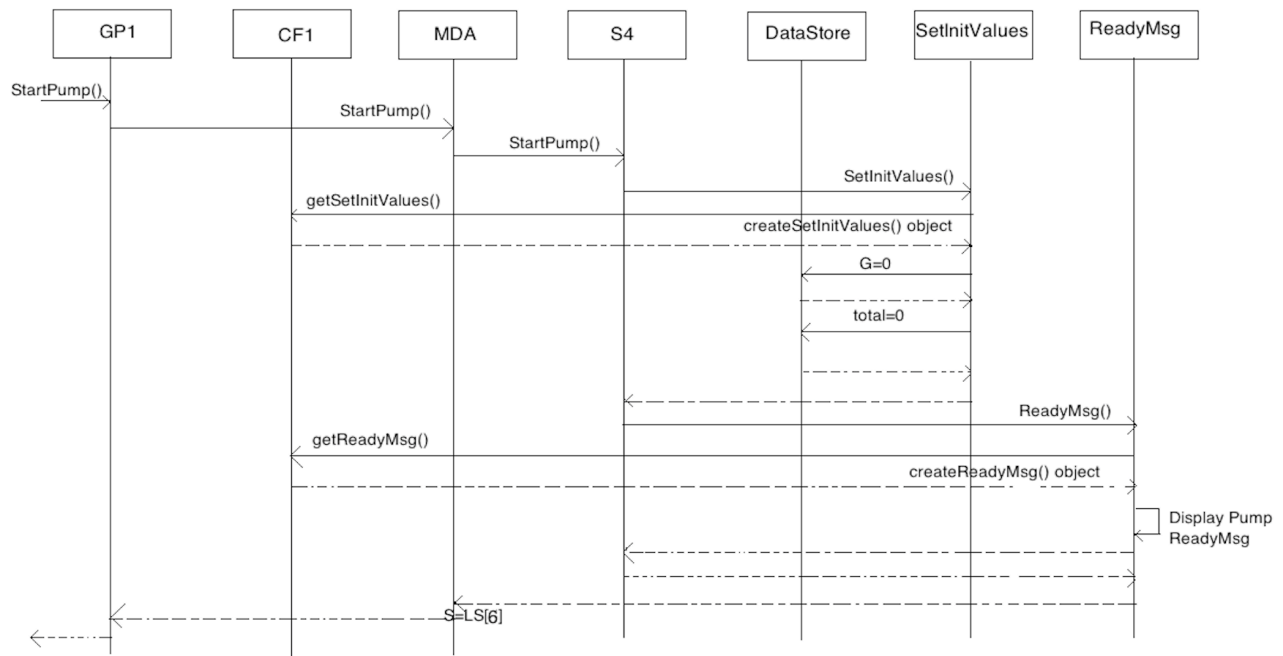 GP1
CF1
MDA
S4
DataStore
SetInitValues
ReadyMsg
StartPump()
StartPump()
StartPump()
SetInitValues()
getSetInitValues()
createSetInitValues() object
G=0
total=0
ReadyMsg()
getReadyMsg()
createReadyMsg() object
Display Pump
ReadyMsg
S=LS[6]